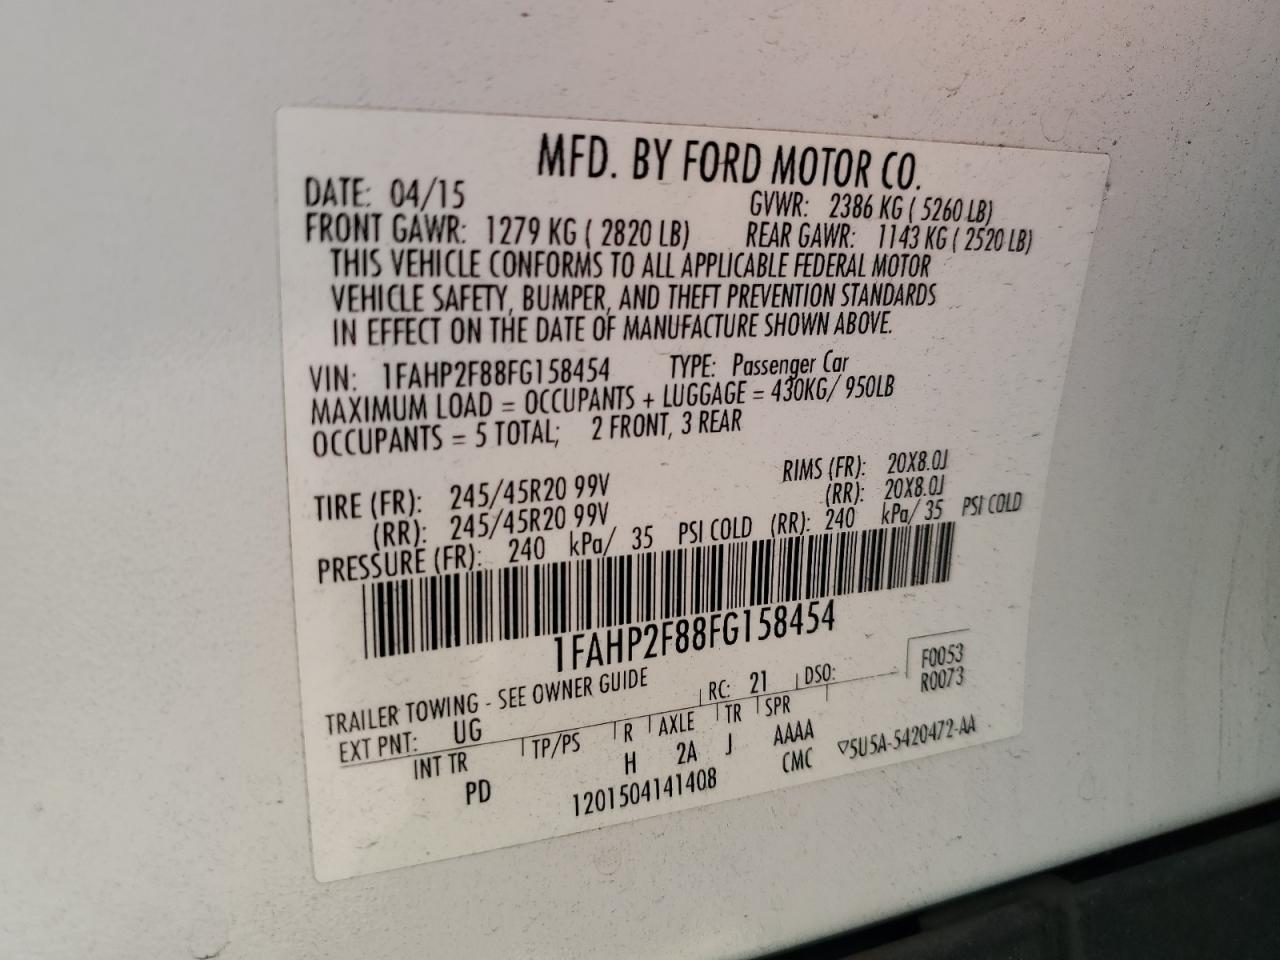 MFD. BY FORD MOTOR CO.
DATE: 04/15 GVWR: 2386 KG ( 5260 LB)
FRONT GAWR: 1279 KG ( 2820 LB) REAR GAWR: 1143 KG ( 2520 LB)
THIS VEHICLE CONFORMS TO ALL APPLICABLE FEDERAL MOTOR
VEHICLE SAFETY, BUMPER, AND THEFT PREVENTION STANDARDS
IN EFFECT ON THE DATE OF MANUFACTURE SHOWN ABOVE.
VIN: 1FAHP2F88FG158454 TYPE: Passenger Car
MAXIMUM LOAD = OCCUPANTS + LUGGAGE = 430KG/ 950LB
OCCUPANTS = 5 TOTAL; 2 FRONT, 3 REAR
TIRE (FR): 245/45R20 99V RIMS (FR): 20X8.0J
(RR): 245/45R20 99V (RR): 20X8.0J
PRESSURE (FR): 240 kPa/ 35 PSI COLD (RR): 240 kPa/ 35 PSI COLD
1FAHP2F88FG158454
TRAILER TOWING - SEE OWNER GUIDE
EXT PNT: UG RC: 21 DSO: F0053
R0073
INT TR TP/PS R AXLE TR SPR
PD H 2A J AAAA
1201504141408 CMC ▽5U5A-5420472-AA